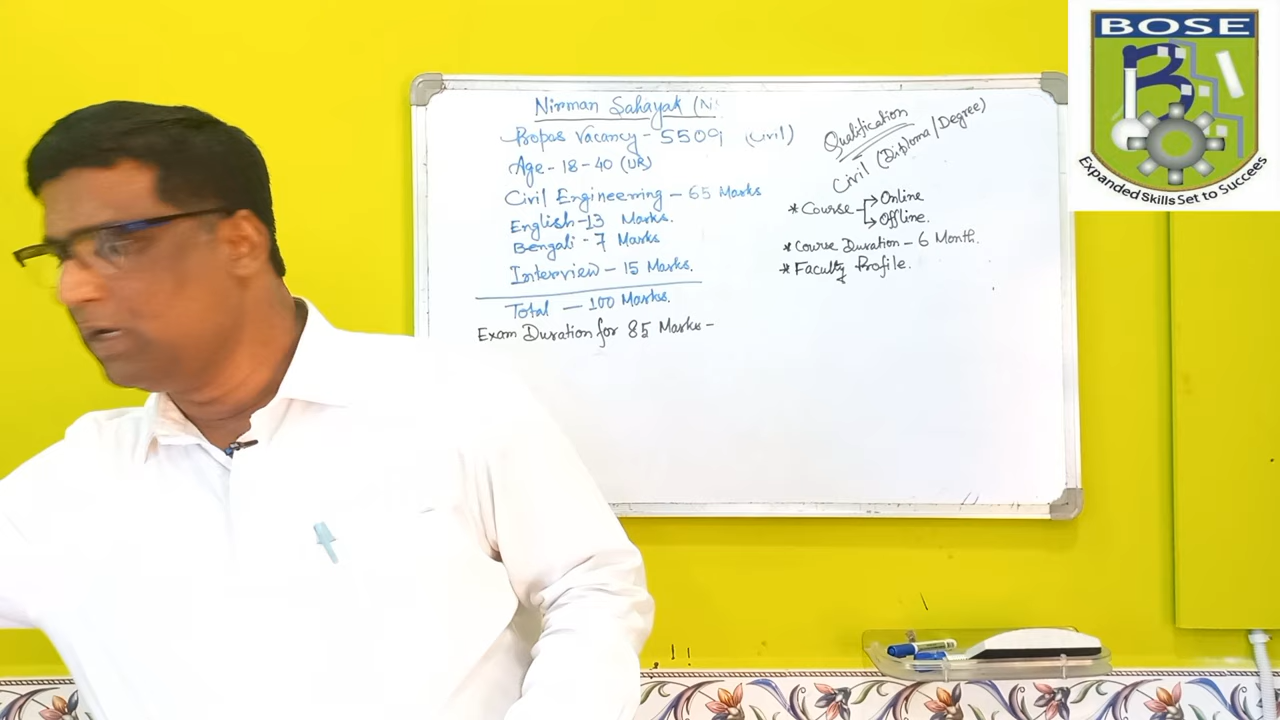 Nirman Sahayak (N
Propos Vacancy - 5509 (Civil)
Age - 18 - 40 (UR)
Civil Engineering - 65 Marks
English - 13 Marks.
Bengali - 7 Marks
Interview - 15 Marks.
Total - 100 Marks.
Exam Duration for 85 Marks -
Qualification
Civil (Diploma/Degree)
* Course
Online
Offline.
* Course Duration - 6 Month.
* Faculty Profile.
BOSE
Expanded Skills Set to Succees